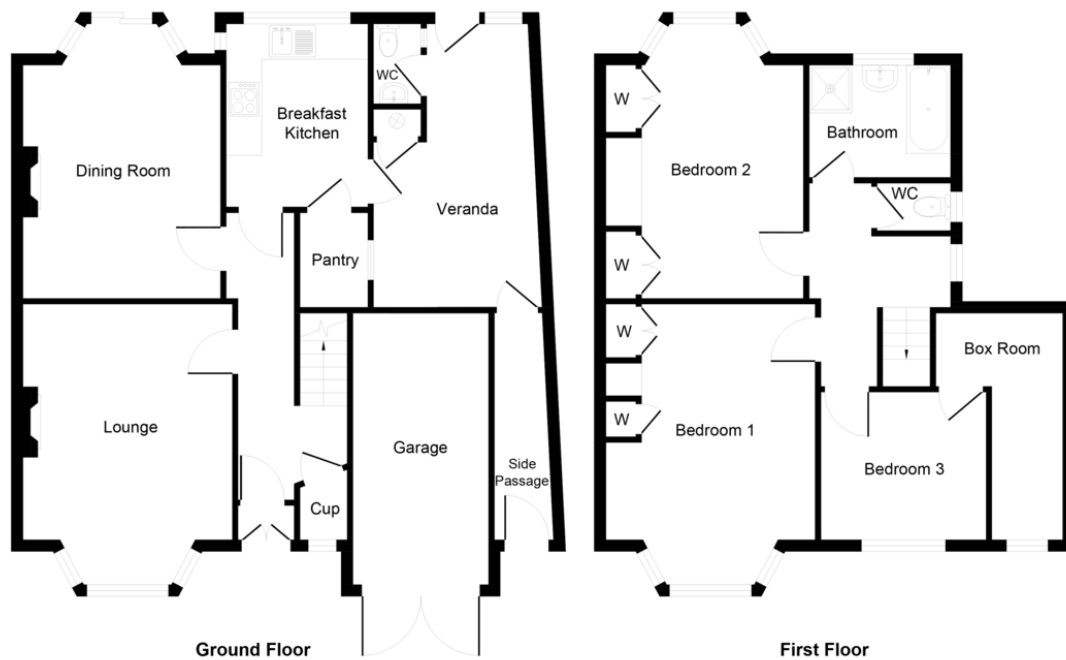 WC
Breakfast
Kitchen
Dining Room
Veranda
Pantry
Lounge
Garage
Side
Passage
Cup
Ground Floor
W
Bathroom
Bedroom 2
WC
W
W
Box Room
W
Bedroom 1
Bedroom 3
First Floor